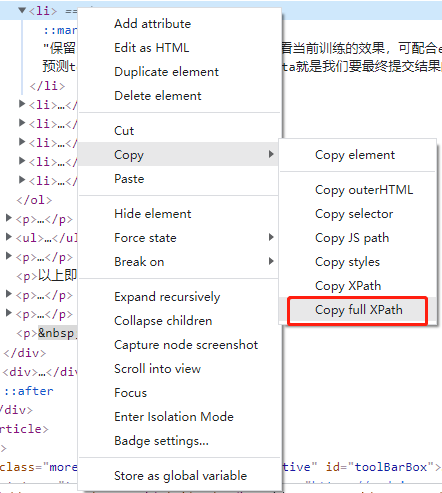 <li> ==
Add attribute
::mar
Edit as HTML
"保留
看当前训练的效果，可配合
Duplicate element
预测t
ta就是我们要最终提交结果
Delete element
</li>
<li>…</
Cut
<li>…</
Copy
Copy element
<li>…</
Paste
<li>…</
Copy outerHTML
<li>…</
Hide element
Copy selector
</ol>
Force state
Copy JS path
<p>…</p>
Break on
Copy styles
<ul>…</u
<p>…</p>
Copy XPath
<p>以上即
Expand recursively
<p>…</p>
Collapse children
Copy full XPath
<p>…</p>
Capture node screenshot
<p>&nbsp
Scroll into view
</div>
<div>…</
Focus
::after
Enter Isolation Mode
/div>
Badge settings...
article>
>
class="more
tive" id="toolBarBox">
Store as global variable